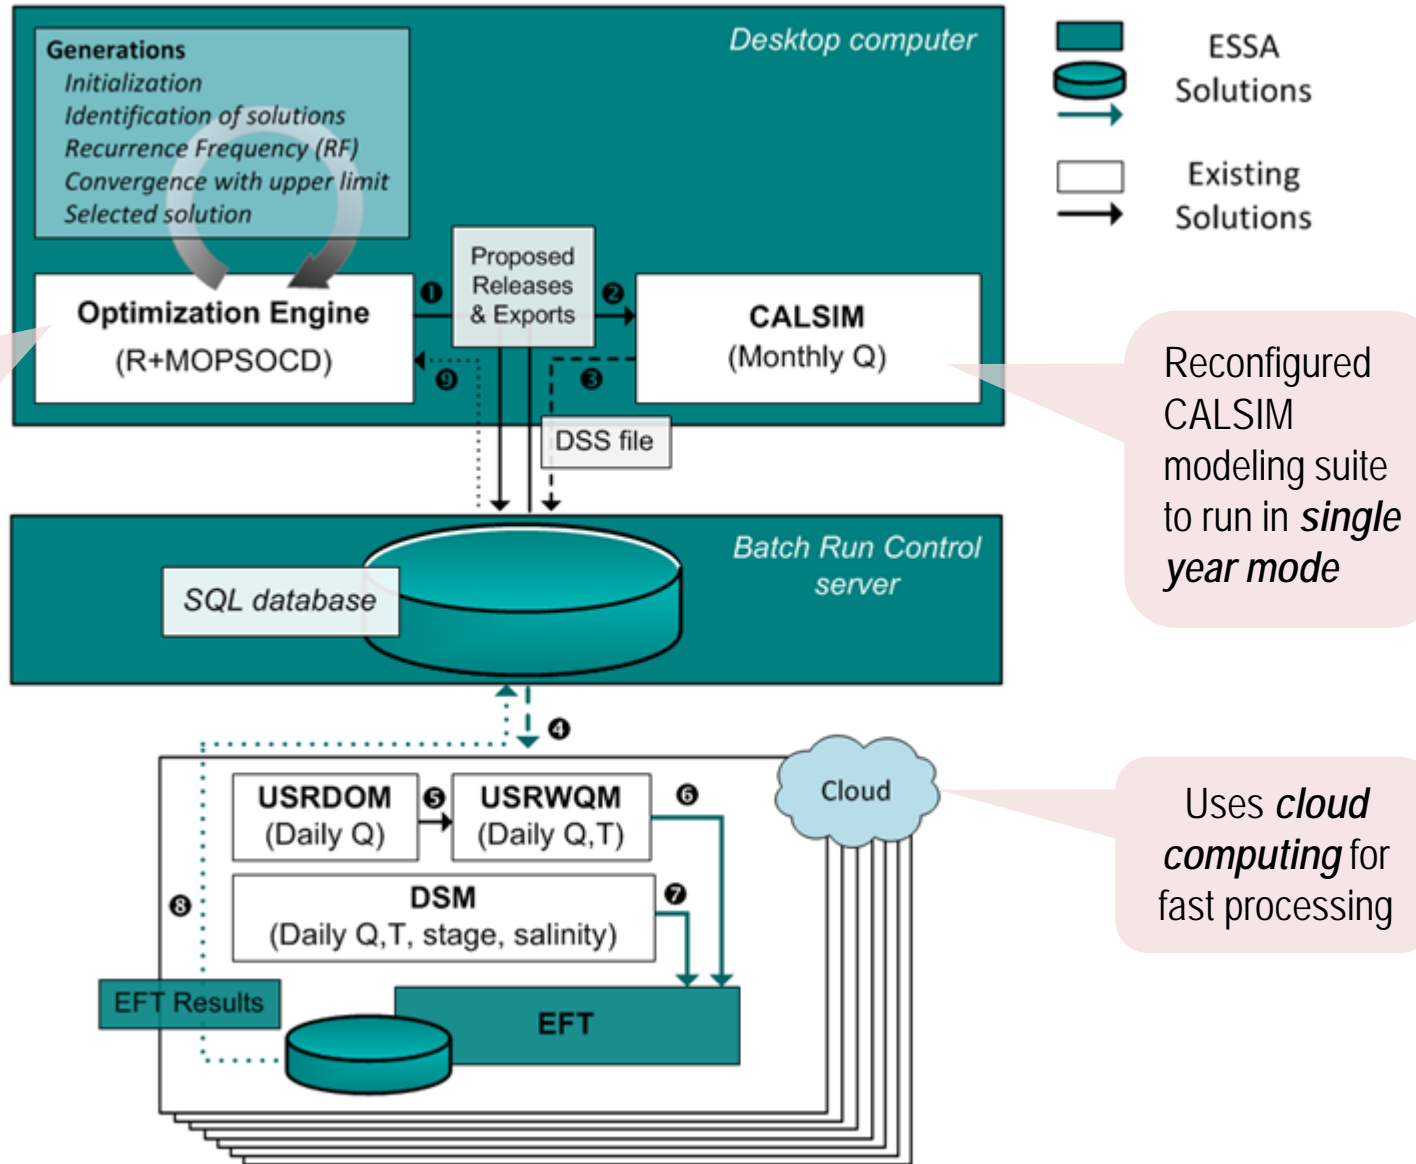 Desktop computer
Generations
Initialization
Identification of solutions
Recurrence Frequency (RF)
Convergence with upper limit
Selected solution
ESSA
Solutions
Existing
Solutions
Optimization Engine
(R+MOPSOCD)
❶
Proposed
Releases
& Exports
❷
CALSIM
(Monthly Q)
❾
❸
DSS file
Reconfigured
CALSIM
modeling suite
to run in single
year mode
Batch Run Control
server
SQL database
❹
Cloud
USRDOM
(Daily Q)
❺
USRWQM
(Daily Q,T)
❻
DSM
(Daily Q,T, stage, salinity)
❼
❽
EFT Results
EFT
Uses cloud
computing for
fast processing